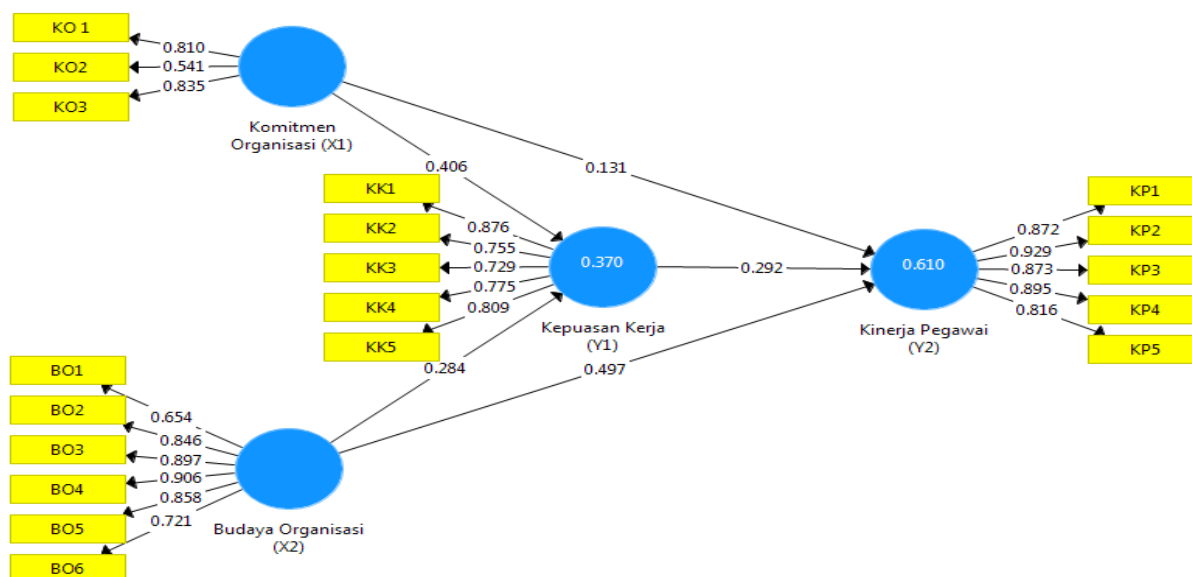 KO 1
KO2
KO3
0.810
0.541
0.835
Komitmen
Organisasi (X1)
0.406
0.131
KK1
KK2
KK3
KK4
KK5
0.876
0.755
0.729
0.775
0.809
0.370
Kepuasan Kerja
(Y1)
0.292
0.610
Kinerja Pegawai
(Y2)
0.872
0.929
0.873
0.895
0.816
KP1
KP2
KP3
KP4
KP5
0.284
0.497
BO1
BO2
BO3
BO4
BO5
BO6
0.654
0.846
0.897
0.906
0.858
0.721
Budaya Organisasi
(X2)